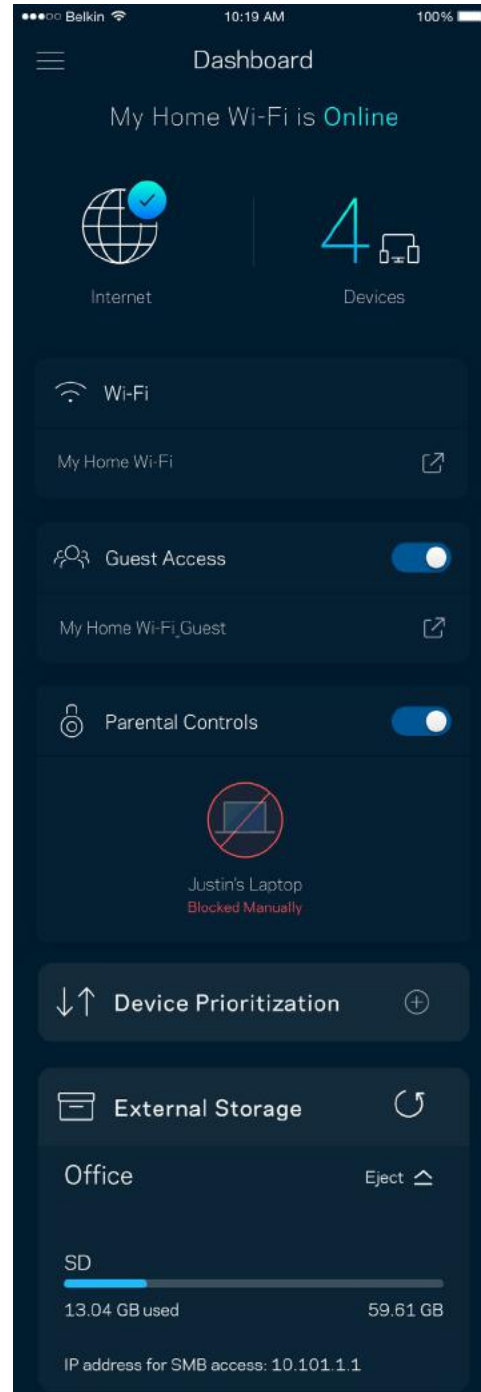 Belkin 10:19 AM 100%
Dashboard
My Home Wi-Fi is Online
4
Internet Devices
Wi-Fi
My Home Wi-Fi
Guest Access
My Home Wi-Fi_Guest
Parental Controls
Justin's Laptop
Blocked Manually
Device Prioritization
External Storage
Office Eject
SD
13.04 GB used 59.61 GB
IP address for SMB access: 10.101.1.1